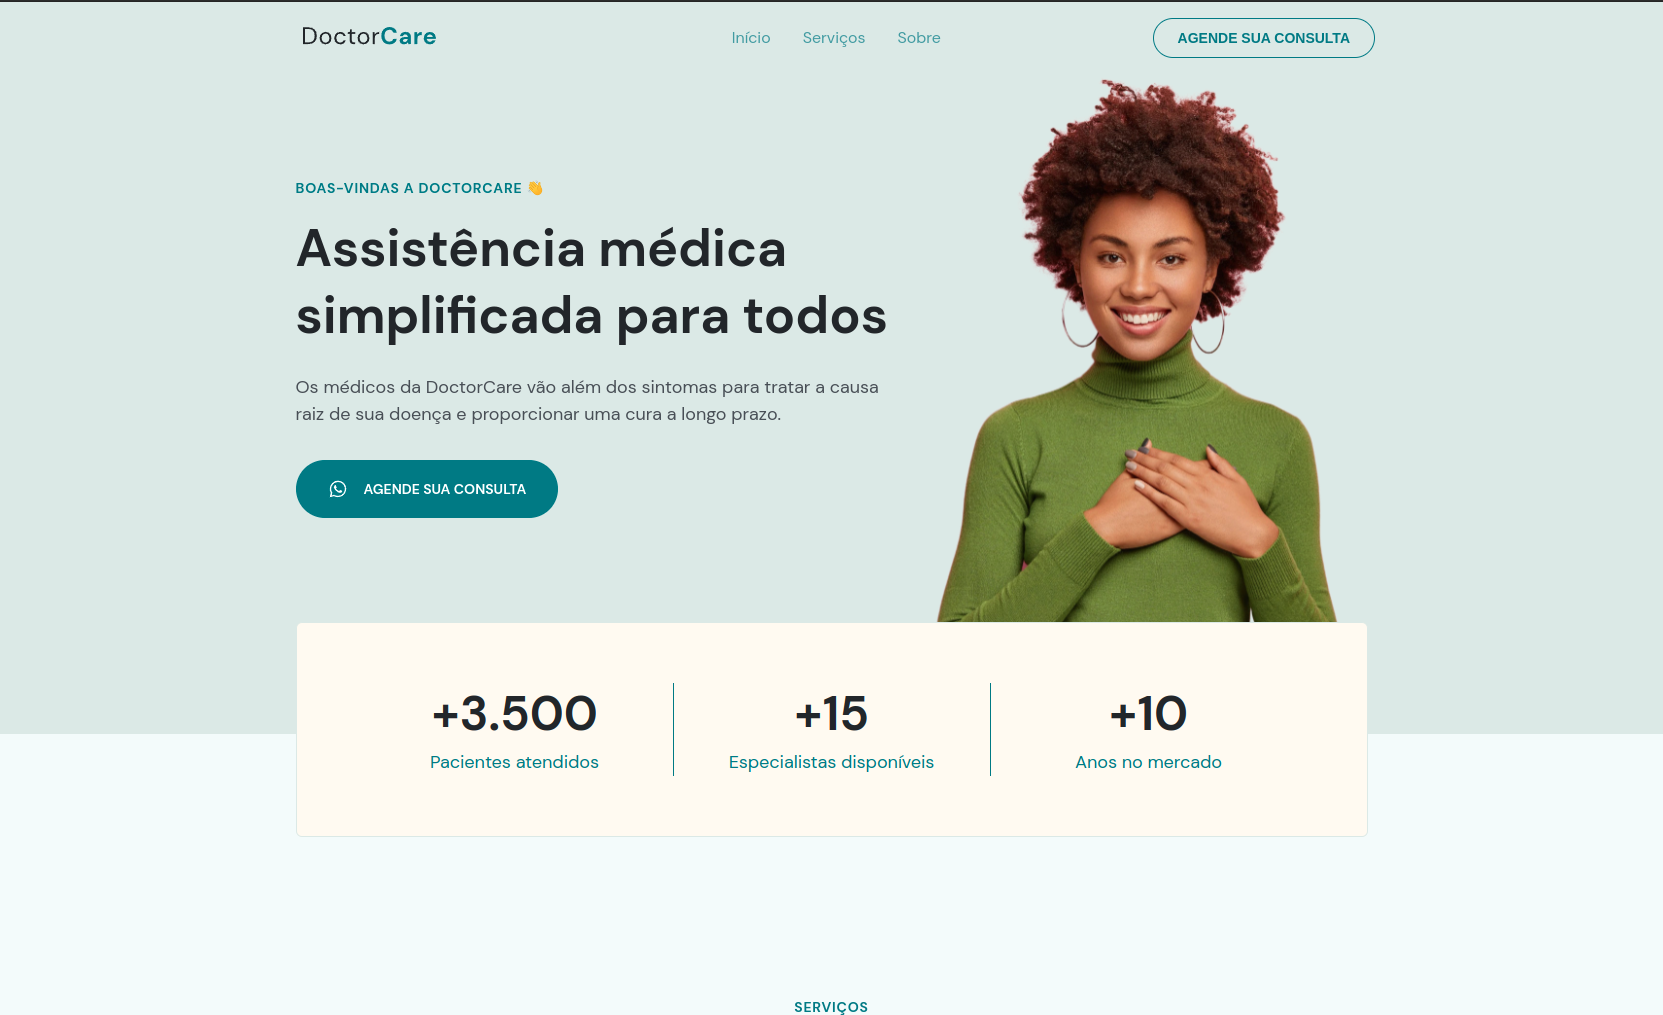 DoctorCare
Início
Serviços
Sobre
AGENDE SUA CONSULTA
BOAS-VINDAS A DOCTORCARE 👋
Assistência médica
simplificada para todos
Os médicos da DoctorCare vão além dos sintomas para tratar a causa
raiz de sua doença e proporcionar uma cura a longo prazo.
AGENDE SUA CONSULTA
+3.500
Pacientes atendidos
+15
Especialistas disponíveis
+10
Anos no mercado
SERVIÇOS